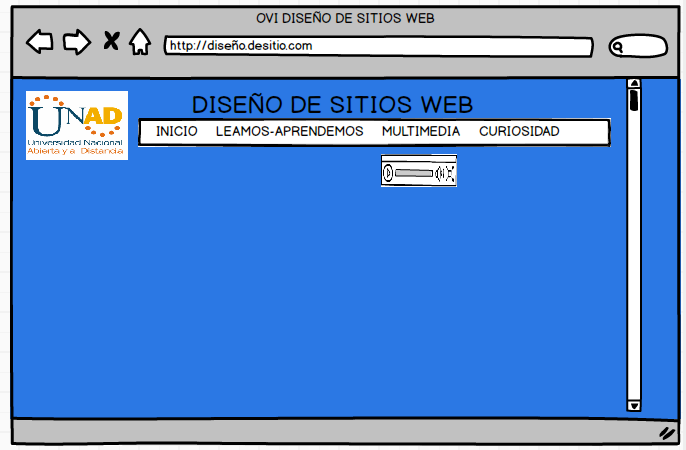 OVI DISEÑO DE SITIOS WEB
http://diseño.desitio.com
DISEÑO DE SITIOS WEB
UNAD
Universidad Nacional
Abierta y a Distancia
INICIO LEAMOS-APRENDEMOS MULTIMEDIA CURIOSIDAD